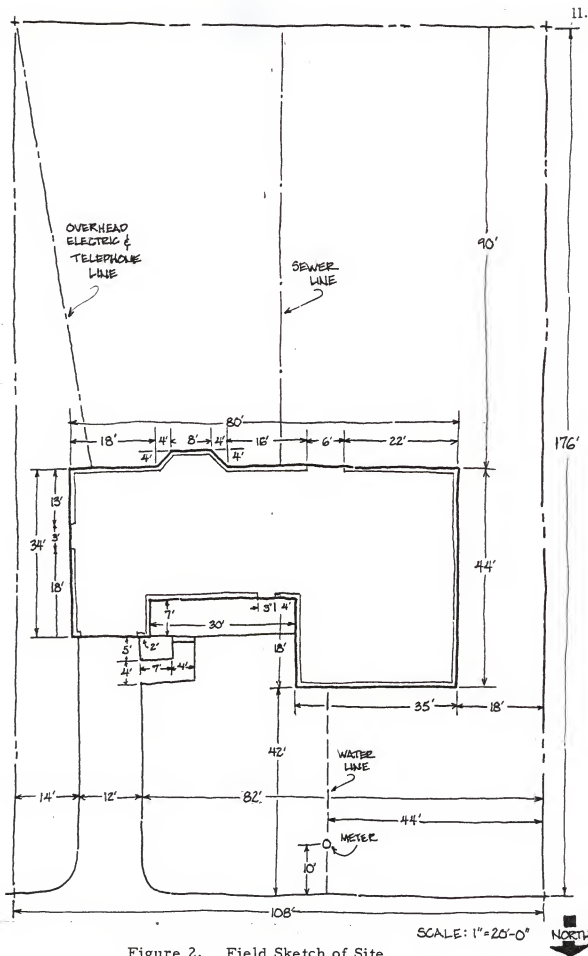 11.
OVERHEAD
ELECTRIC &
TELEPHONE
LINE
SEWER
LINE
90'
176'
80'
18' 4' 8' 4' 16' 6' 22'
4' 4'
34'
13'
3'
18'
44'
7'
3' 4'
30'
2'
5'
4'
7' 4'
18'
35' 18'
42'
WATER
LINE
14' 12' 82'
44'
METER
10'
108'
SCALE: 1"=20'-0"
NORTH
Figure 2. Field Sketch of Site